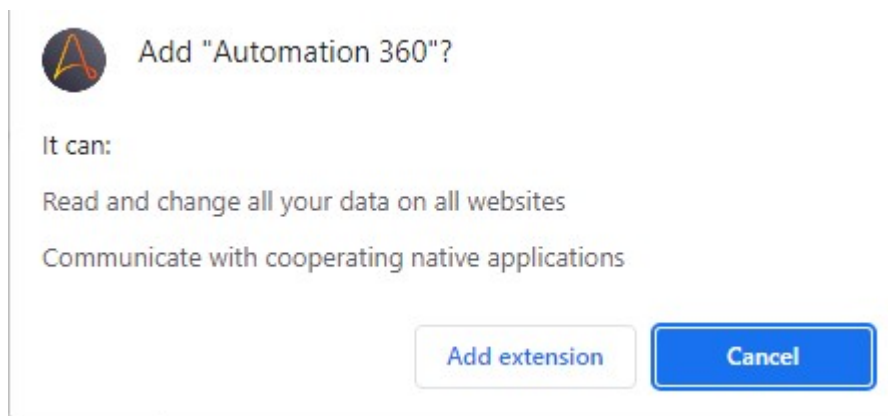 Add "Automation 360"?
It can:
Read and change all your data on all websites
Communicate with cooperating native applications
Add extension
Cancel